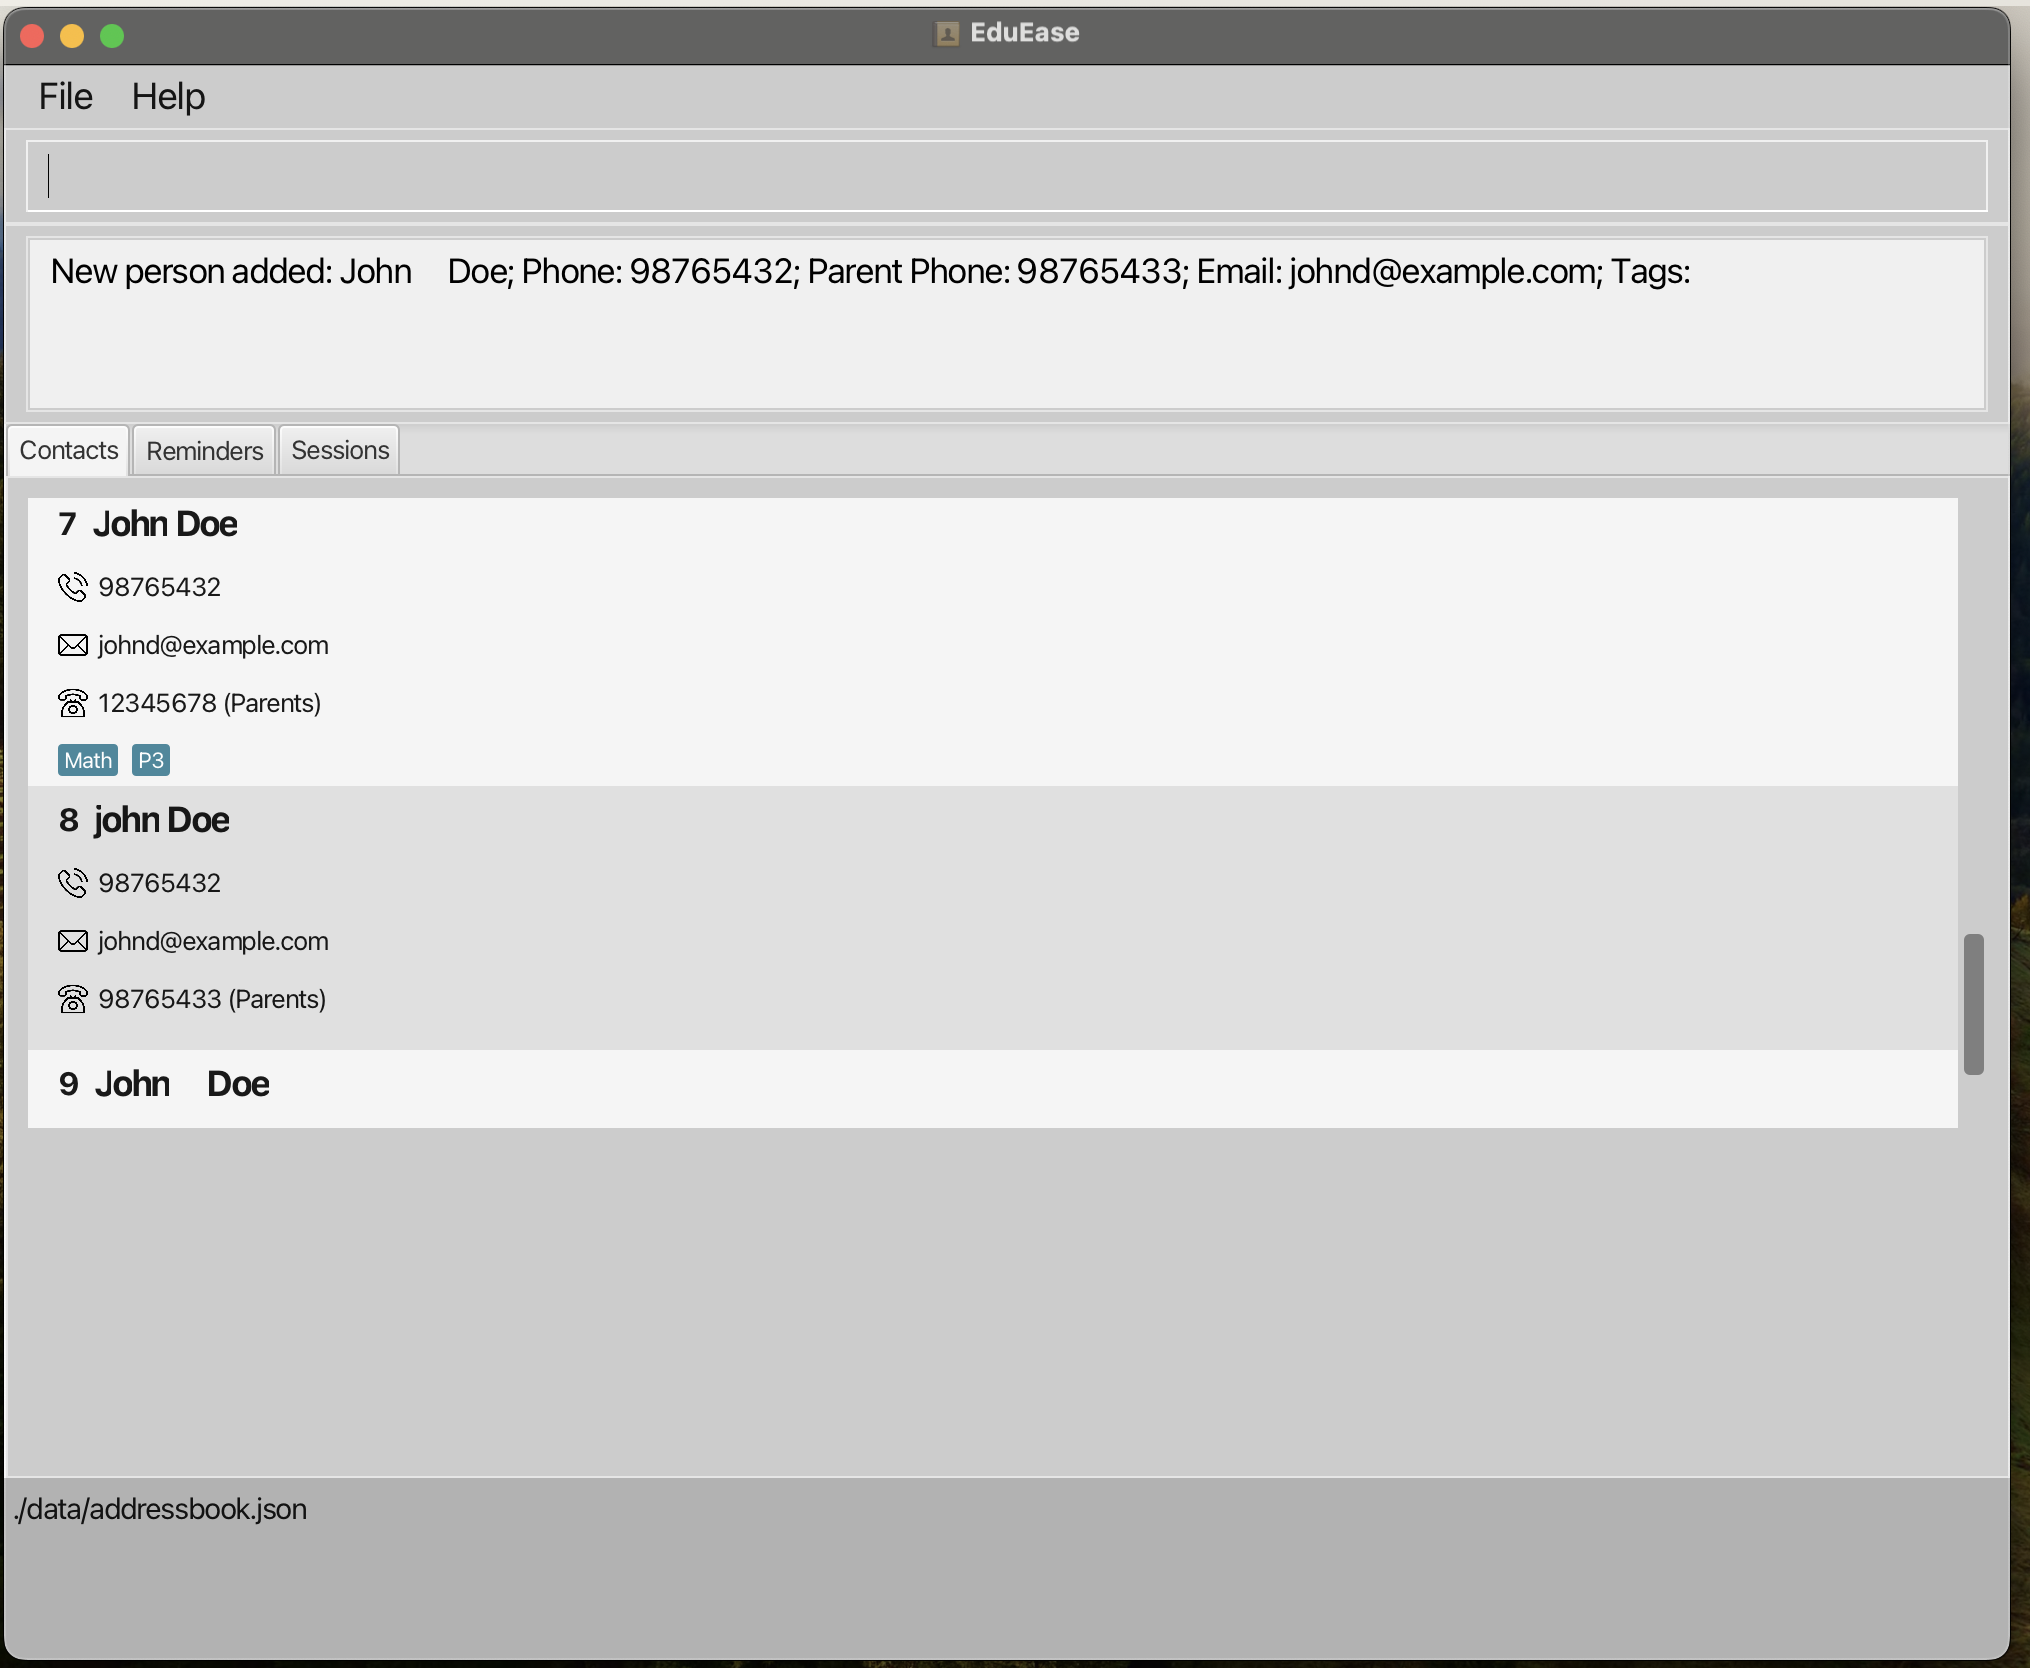 EduEase
File Help
New person added: John    Doe; Phone: 98765432; Parent Phone: 98765433; Email: johnd@example.com; Tags:
Contacts Reminders Sessions
7 John Doe
98765432
johnd@example.com
12345678 (Parents)
Math P3
8 john Doe
98765432
johnd@example.com
98765433 (Parents)
9 John    Doe
./data/addressbook.json